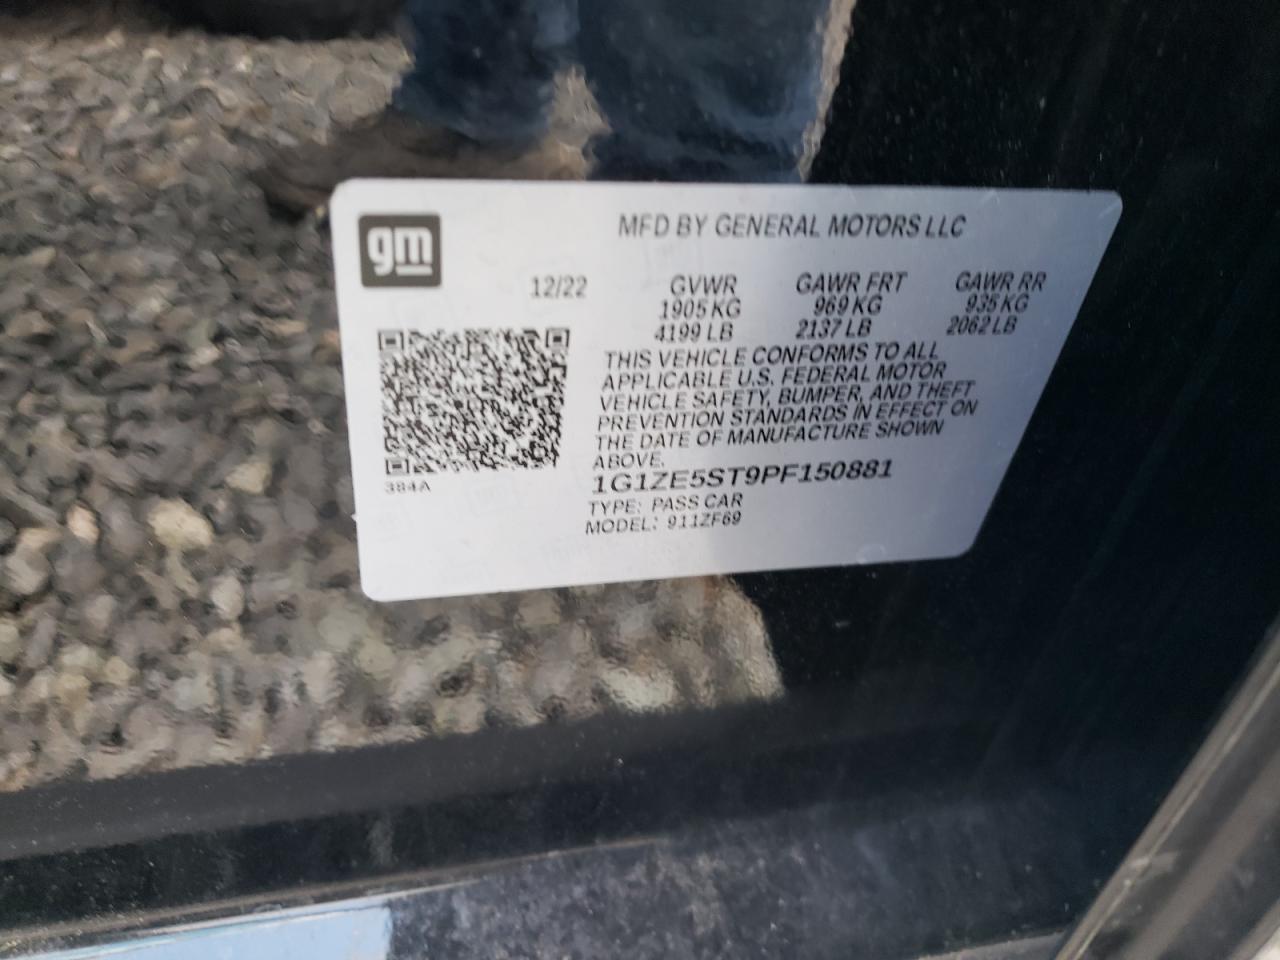 gm
MFD BY GENERAL MOTORS LLC
12/22 GVWR GAWR FRT GAWR RR
1905 KG 969 KG 935 KG
4199 LB 2137 LB 2062 LB
THIS VEHICLE CONFORMS TO ALL
APPLICABLE U.S. FEDERAL MOTOR
VEHICLE SAFETY, BUMPER, AND THEFT
PREVENTION STANDARDS IN EFFECT ON
THE DATE OF MANUFACTURE SHOWN
ABOVE.
384A
1G1ZE5ST9PF150881
TYPE: PASS CAR
MODEL: 911ZF69